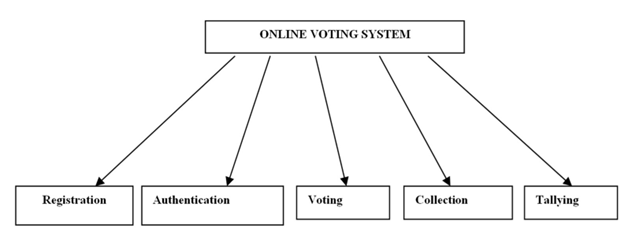 ONLINE VOTING SYSTEM
Registration
Authentication
Voting
Collection
Tallying